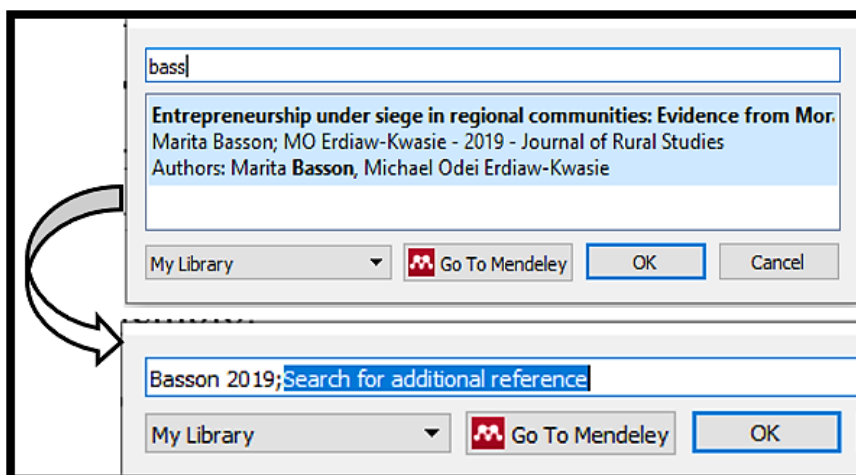 bass
Entrepreneurship under siege in regional communities: Evidence from Mor
Marita Basson; MO Erdiaw-Kwasie - 2019 - Journal of Rural Studies
Authors: Marita Basson, Michael Odei Erdiaw-Kwasie
My Library Go To Mendeley OK Cancel
Basson 2019;Search for additional reference
My Library Go To Mendeley OK